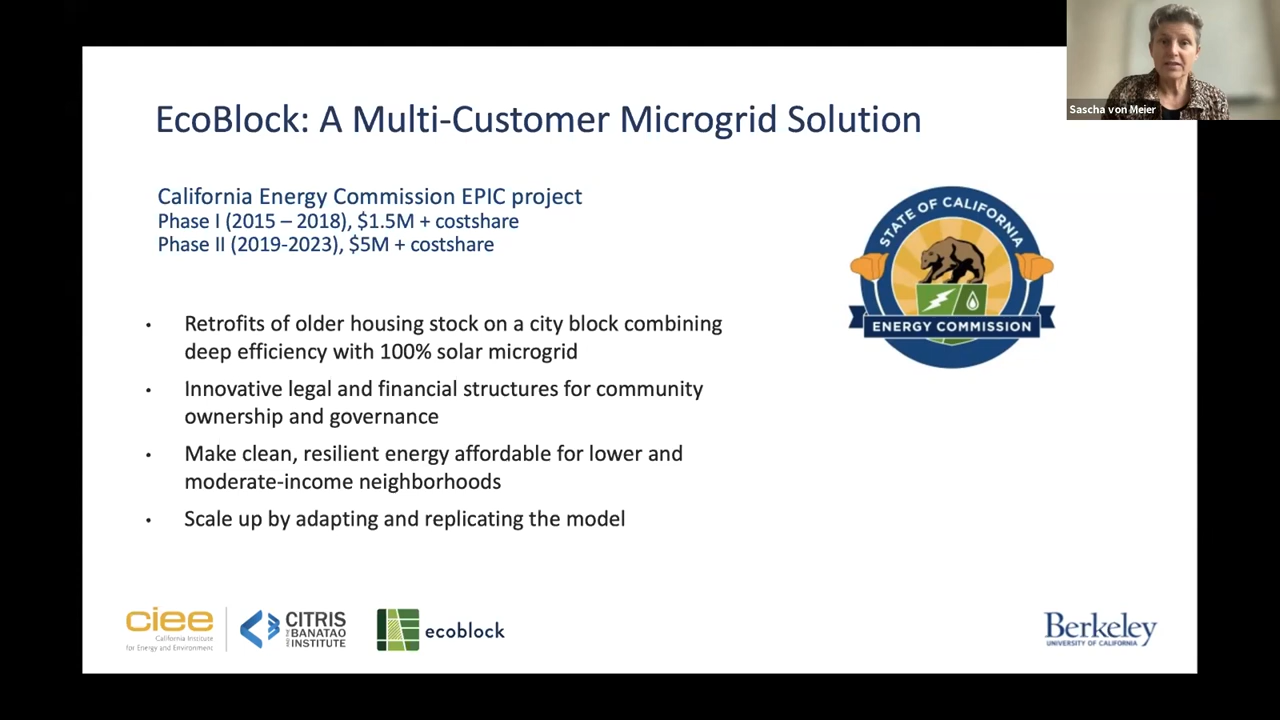 Sascha von Meier
EcoBlock: A Multi-Customer Microgrid Solution
California Energy Commission EPIC project
Phase I (2015 – 2018), $1.5M + costshare
Phase II (2019-2023), $5M + costshare
STATE OF CALIFORNIA
ENERGY COMMISSION
• Retrofits of older housing stock on a city block combining
deep efficiency with 100% solar microgrid
• Innovative legal and financial structures for community
ownership and governance
• Make clean, resilient energy affordable for lower and
moderate-income neighborhoods
• Scale up by adapting and replicating the model
ciee
California Institute
for Energy and Environment
CITRIS
AND THE BANATAO
INSTITUTE
ecoblock
Berkeley
UNIVERSITY OF CALIFORNIA